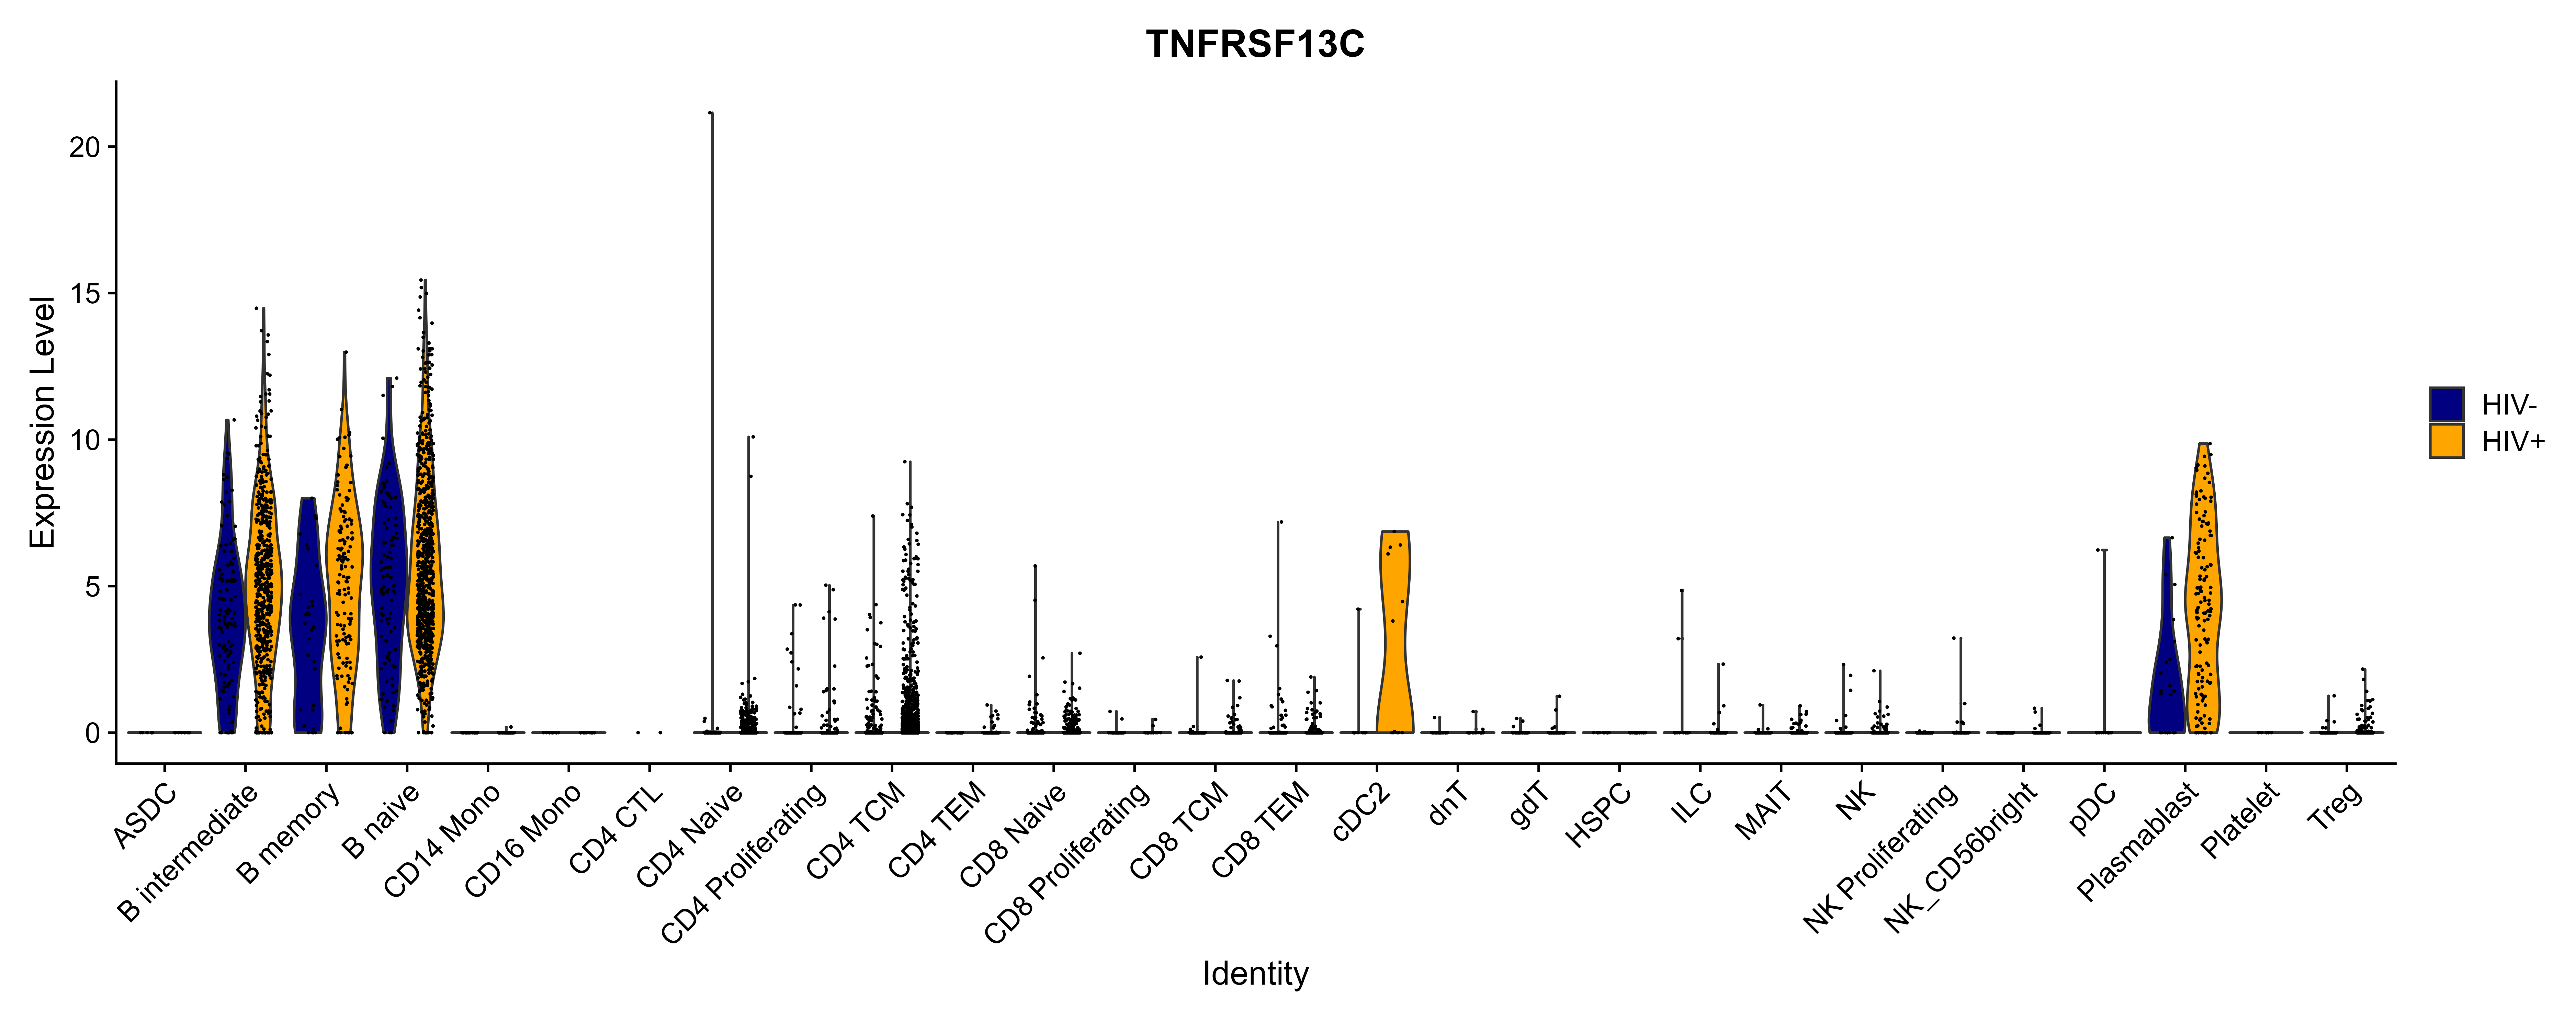 TNFRSF13C
Expression Level
20
15
10
5
0
ASDC
B intermediate
B memory
B naive
CD14 Mono
CD16 Mono
CD4 CTL
CD4 Naive
CD4 Proliferating
CD4 TCM
CD4 TEM
CD8 Naive
CD8 Proliferating
CD8 TCM
CD8 TEM
cDC2
dnT
gdT
HSPC
ILC
MAIT
NK
NK Proliferating
NK_CD56bright
pDC
Plasmablast
Platelet
Treg
Identity
HIV-
HIV+